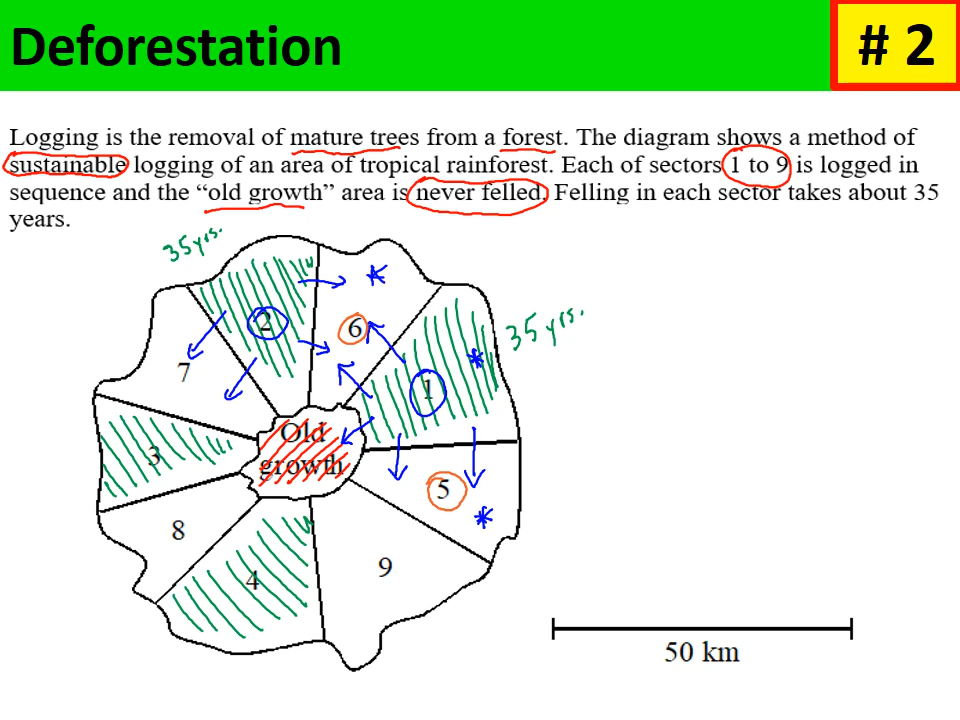 Deforestation
# 2
Logging is the removal of mature trees from a forest. The diagram shows a method of
sustainable logging of an area of tropical rainforest. Each of sectors 1 to 9 is logged in
sequence and the “old growth” area is never felled. Felling in each sector takes about 35
years.
35 yrs.
2
6
35 yrs.
7
1
Old
growth
3
5
8
4
9
50 km